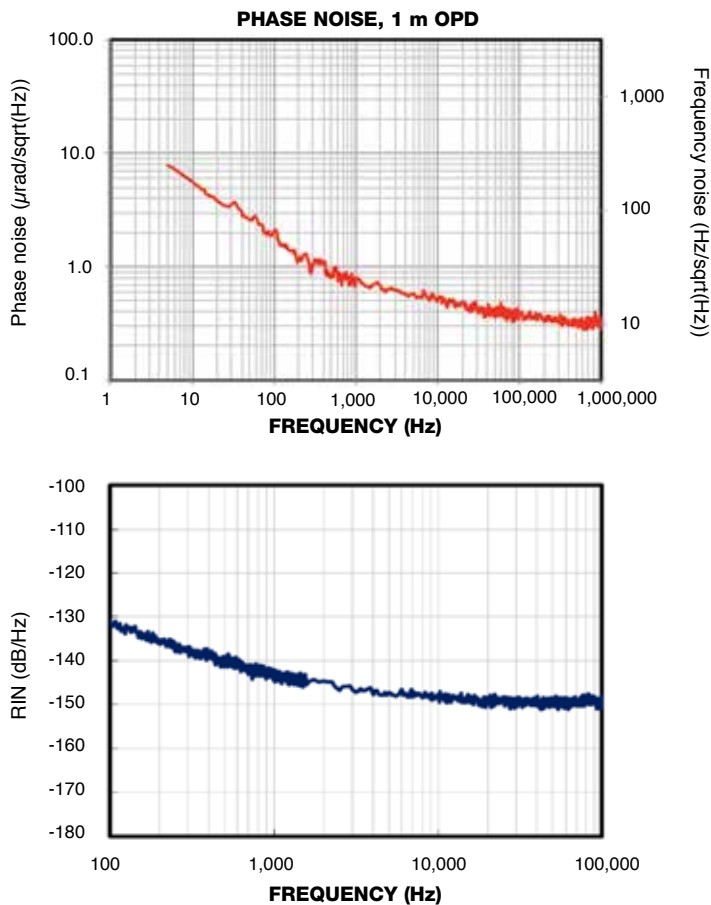 PHASE NOISE, 1 m OPD
Phase noise (µrad/sqrt(Hz))
100.0
10.0
1.0
0.1
1,000
100
10
Frequency noise (Hz/sqrt(Hz))
1 10 100 1,000 10,000 100,000 1,000,000
FREQUENCY (Hz)
RIN (dB/Hz)
-100
-110
-120
-130
-140
-150
-160
-170
-180
100 1,000 10,000 100,000
FREQUENCY (Hz)